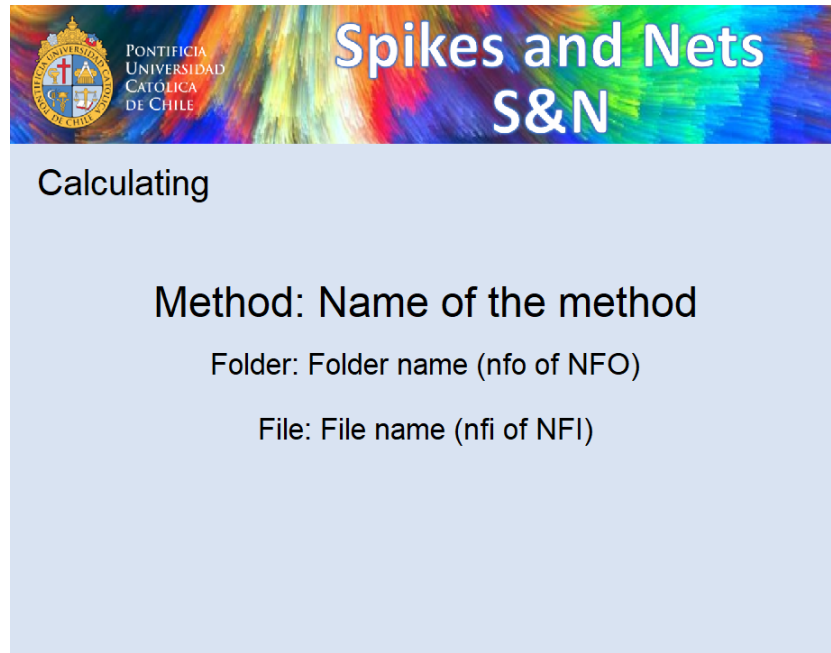 PONTIFICIA
UNIVERSIDAD
CATÓLICA
DE CHILE
Spikes and Nets
S&N
Calculating
Method: Name of the method
Folder: Folder name (nfo of NFO)
File: File name (nfi of NFI)